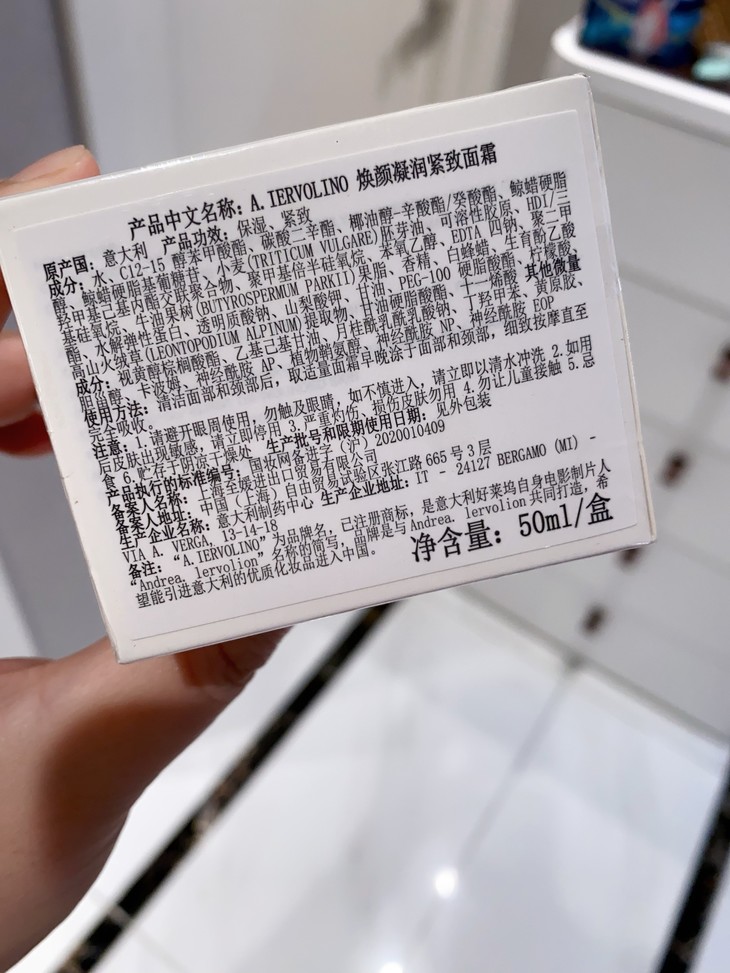 产品中文名称：A. IERVOLINO 焕颜凝润紧致面霜
原产国：意大利 产品功效：保湿、紧致
成分：水、C12-15 醇苯甲酸酯、碳酸二辛酯、椰油醇-辛酸酯/癸酸酯、鲸蜡硬脂
醇、鲸蜡硬脂基葡糖苷、小麦(TRITICUM VULGARE)胚芽油、可溶性胶原、HDI/三
羟甲基己基内酯交联聚合物、聚甲基倍半硅氧烷、苯氧乙醇、EDTA 四钠、聚二甲
基硅氧烷、牛油果树(BUTYROSPERMUM PARKII)果脂、香精、白蜂蜡、生育酚乙酸
酯、水解弹性蛋白、透明质酸钠、山梨酸钾、甘油、PEG-100 硬脂酸酯、柠檬酸、
高山火绒草(LEONTOPODIUM ALPINUM)提取物、甘油硬脂酸酯、十一烯酸 其他微量
成分：视黄醇棕榈酸酯、乙基己基甘油、月桂酰乳酰乳酸钠、丁羟甲苯、黄原胶、
胆甾醇、卡波姆、神经酰胺 AP、植物鞘氨醇、神经酰胺 NP、神经酰胺 EOP
使用方法：清洁面部和颈部后，取适量面霜早晚涂于面部和颈部，细致按摩直至
完全吸收。
注意：1.请避开眼周使用，勿触及眼睛，如不慎进入，请立即以清水冲洗 2.如用
后皮肤出现敏感，请立即停用 3.严重灼伤、损伤皮肤勿用 4.勿让儿童接触 5.忌
食 6.贮存于阴凉干燥处 生产批号和限期使用日期：见外包装
产品执行的标准编号：国妆网备进字（沪）2020010409
备案人名称：上海至媛进出口贸易有限公司
备案人地址：中国（上海）自由贸易试验区张江路 665 号 3 层
生产企业名称：意大利制药中心 生产企业地址：IT - 24127 BERGAMO (MI) -
VIA A. VERGA, 13-14-18
备注：“A.IERVOLINO”为品牌名，已注册商标，是意大利好莱坞自身电影制片人
“Andrea. Iervolion”名称的简写，品牌是与 Andrea. Iervolion 共同打造，希
望能引进意大利的优质化妆品进入中国。
净含量：50ml/盒